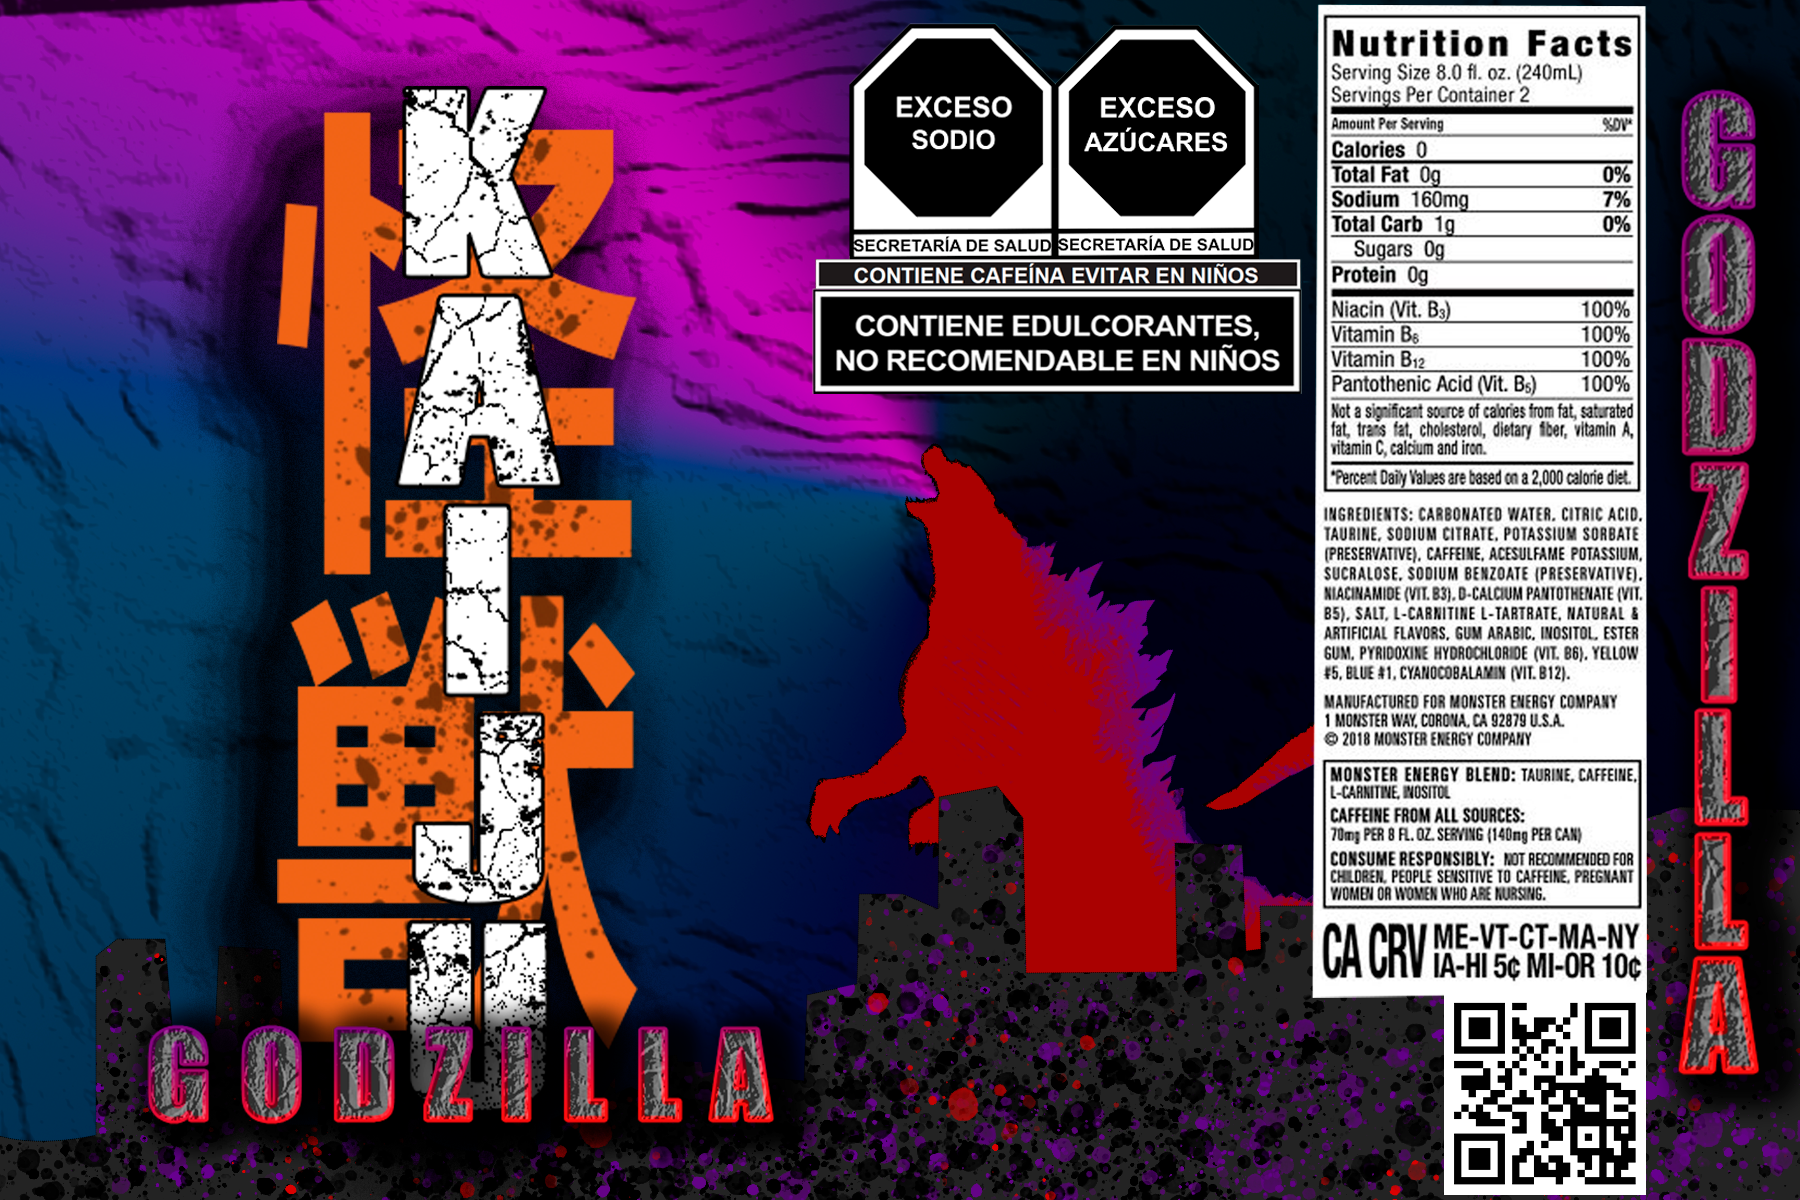 怪獣
KAIJU
GODZILLA
EXCESO
SODIO
SECRETARÍA DE SALUD
EXCESO
AZÚCARES
SECRETARÍA DE SALUD
CONTIENE CAFEÍNA EVITAR EN NIÑOS
CONTIENE EDULCORANTES,
NO RECOMENDABLE EN NIÑOS
Nutrition Facts
Serving Size 8.0 fl. oz. (240mL)
Servings Per Container 2
Amount Per Serving %DV*
Calories 0
Total Fat 0g 0%
Sodium 160mg 7%
Total Carb 1g 0%
Sugars 0g
Protein 0g
Niacin (Vit. B₃) 100%
Vitamin B₆ 100%
Vitamin B₁₂ 100%
Pantothenic Acid (Vit. B₅) 100%
Not a significant source of calories from fat, saturated
fat, trans fat, cholesterol, dietary fiber, vitamin A,
vitamin C, calcium and iron.
*Percent Daily Values are based on a 2,000 calorie diet.
INGREDIENTS: CARBONATED WATER, CITRIC ACID,
TAURINE, SODIUM CITRATE, POTASSIUM SORBATE
(PRESERVATIVE), CAFFEINE, ACESULFAME POTASSIUM,
SUCRALOSE, SODIUM BENZOATE (PRESERVATIVE),
NIACINAMIDE (VIT. B3), D-CALCIUM PANTOTHENATE (VIT.
B5), SALT, L-CARNITINE L-TARTRATE, NATURAL &
ARTIFICIAL FLAVORS, GUM ARABIC, INOSITOL, ESTER
GUM, PYRIDOXINE HYDROCHLORIDE (VIT. B6), YELLOW
#5, BLUE #1, CYANOCOBALAMIN (VIT. B12).
MANUFACTURED FOR MONSTER ENERGY COMPANY
1 MONSTER WAY, CORONA, CA 92879 U.S.A.
© 2018 MONSTER ENERGY COMPANY
MONSTER ENERGY BLEND: TAURINE, CAFFEINE,
L-CARNITINE, INOSITOL
CAFFEINE FROM ALL SOURCES:
70mg PER 8 FL. OZ. SERVING (140mg PER CAN)
CONSUME RESPONSIBLY: NOT RECOMMENDED FOR
CHILDREN, PEOPLE SENSITIVE TO CAFFEINE, PREGNANT
WOMEN OR WOMEN WHO ARE NURSING.
CA CRV ME-VT-CT-MA-NY
IA-HI 5¢ MI-OR 10¢
GODZILLA